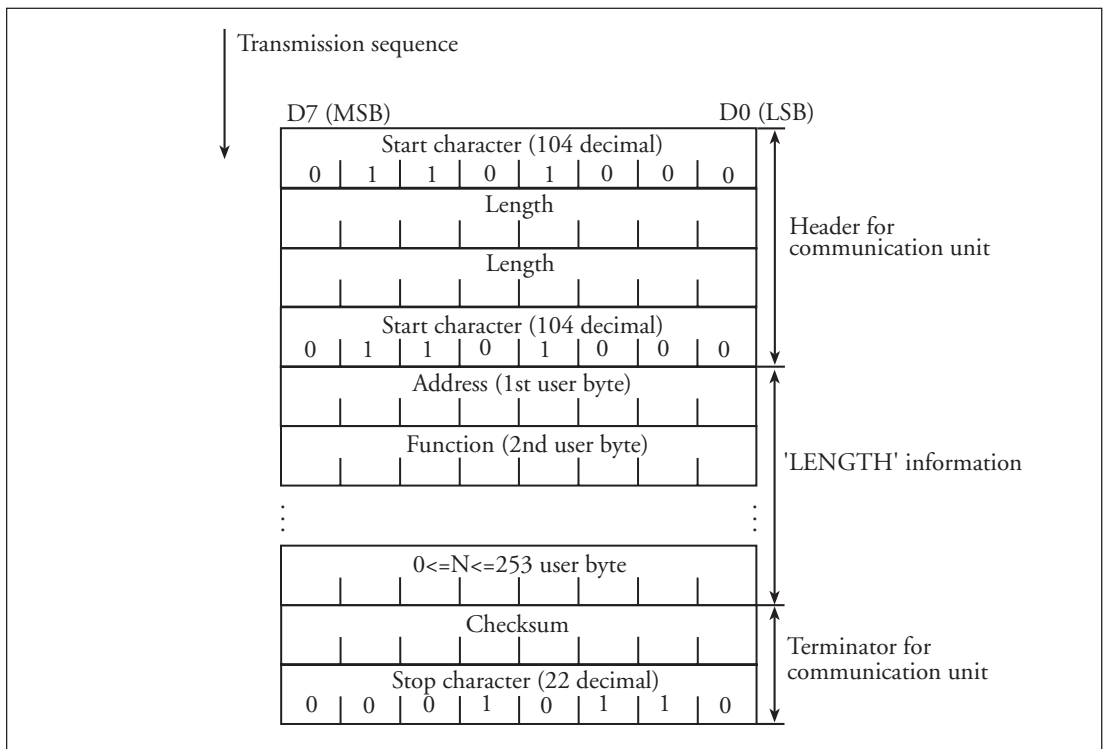 Transmission sequence
D7 (MSB) D0 (LSB)
Start character (104 decimal)
0 1 1 0 1 0 0 0
Length
Header for
communication unit
Length
Start character (104 decimal)
0 1 1 0 1 0 0 0
Address (1st user byte)
Function (2nd user byte)
'LENGTH' information
0<=N<=253 user byte
Checksum
Terminator for
communication unit
Stop character (22 decimal)
0 0 0 1 0 1 1 0